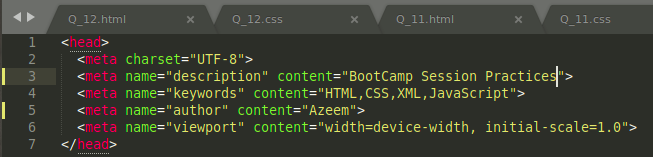 Q_12.html × Q_12.css × Q_11.html × Q_11.css
1 <head>
2 <meta charset="UTF-8">
3 <meta name="description" content="BootCamp Session Practices">
4 <meta name="keywords" content="HTML,CSS,XML,JavaScript">
5 <meta name="author" content="Azeem">
6 <meta name="viewport" content="width=device-width, initial-scale=1.0">
7 </head>